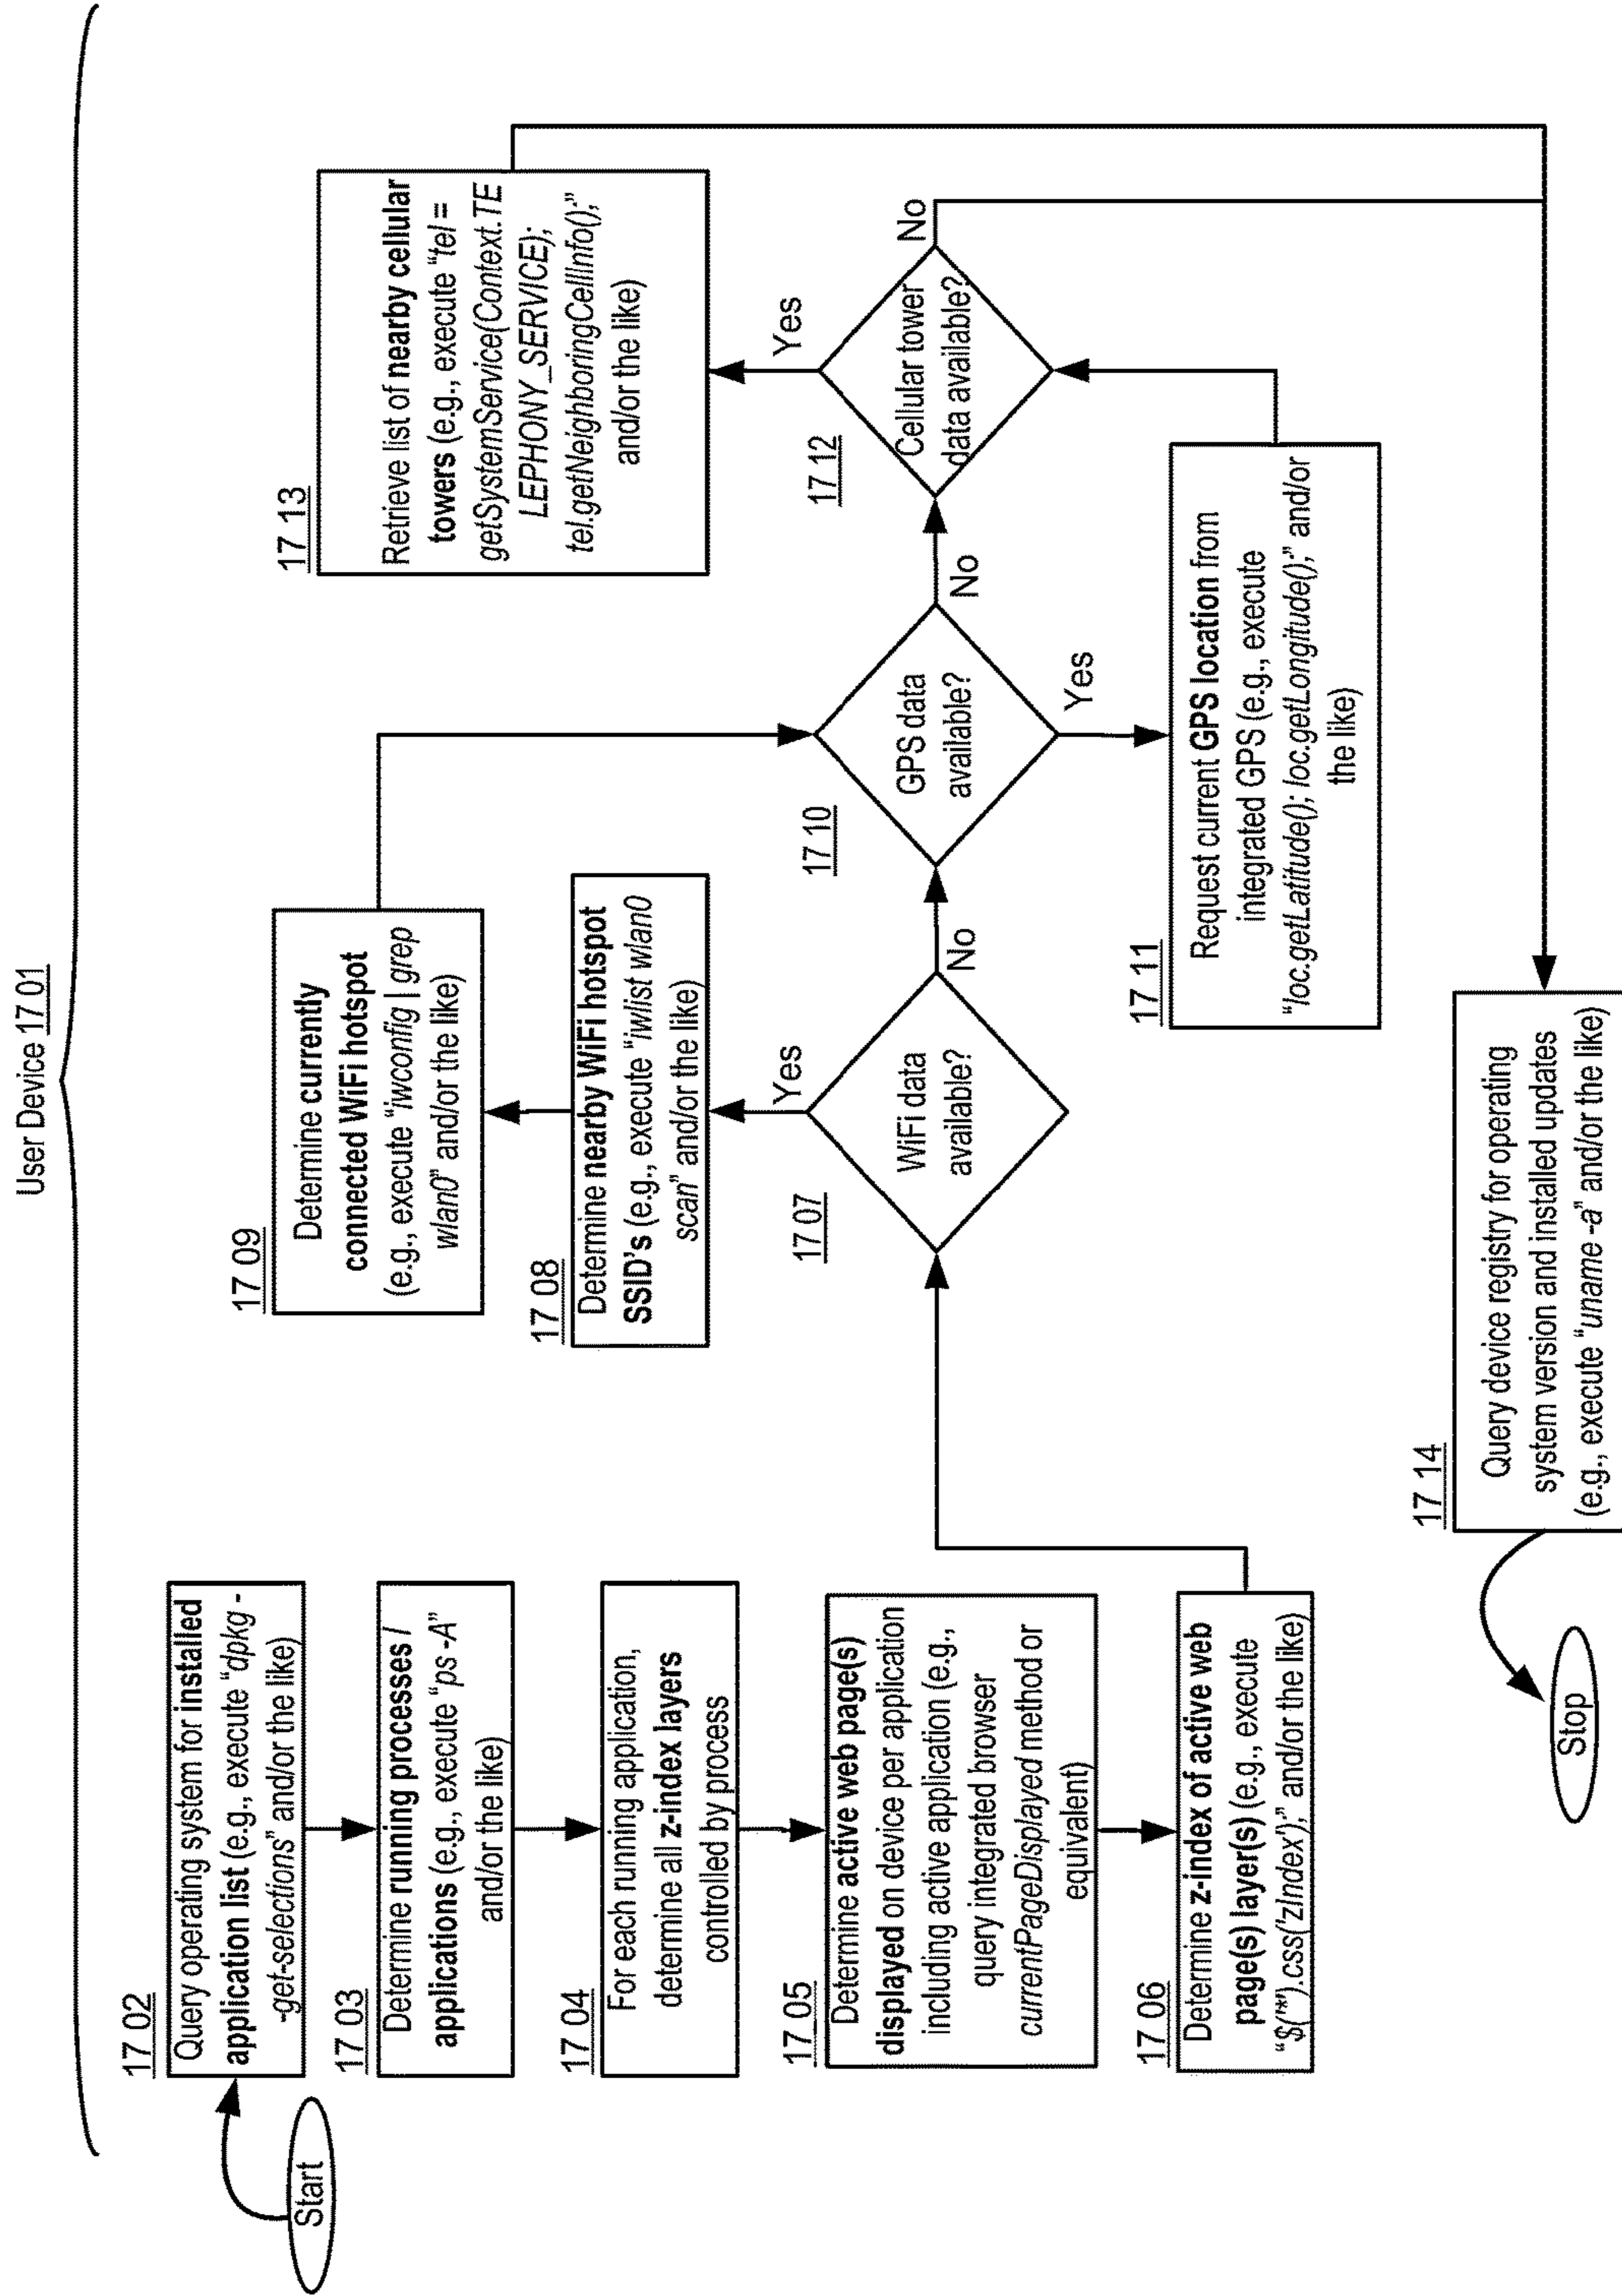 User Device 17 01
Start
17 02
Query operating system for installed
application list (e.g., execute “dpkg -
-get-selections” and/or the like)
17 03
Determine running processes /
applications (e.g., execute “ps -A”
and/or the like)
17 04
For each running application,
determine all z-index layers
controlled by process
17 05
Determine active web page(s)
displayed on device per application
including active application (e.g.,
query integrated browser
currentPageDisplayed method or
equivalent)
17 06
Determine z-index of active web
page(s) layer(s) (e.g., execute
“$("*").css('zIndex');” and/or the like)
17 07
WiFi data
available?
Yes
No
17 08
Determine nearby WiFi hotspot
SSID's (e.g., execute “iwlist wlan0
scan” and/or the like)
17 09
Determine currently
connected WiFi hotspot
(e.g., execute “iwconfig | grep
wlan0” and/or the like)
17 10
GPS data
available?
No
Yes
17 11
Request current GPS location from
integrated GPS (e.g., execute
“loc.getLatitude(); loc.getLongitude();” and/or
the like)
17 12
Cellular tower
data available?
Yes
No
17 13
Retrieve list of nearby cellular
towers (e.g., execute “tel =
getSystemService(Context.TE
LEPHONY_SERVICE);
tel.getNeighboringCellInfo();”
and/or the like)
17 14
Query device registry for operating
system version and installed updates
(e.g., execute “uname -a” and/or the like)
Stop